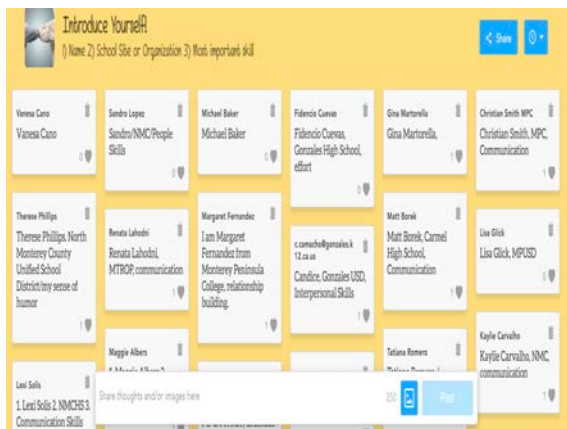 Introduce Yourself!
1) Name 2) School Site or Organization 3) Most important skill
Share
Vanesa Cano
Vanesa Cano
0
Sandro Lopez
Sandro/NMC/People
Skills
0
Michael Baker
Michael Baker
0
Fidencio Cuevas
Fidencio Cuevas,
Gonzales High School,
effort
0
Gina Martorella
Gina Martorella,
1
Christian Smith MPC
Christian Smith, MPC,
Communication
1
Therese Phillips
Therese Phillips. North
Monterey County
Unified School
District/my sense of
humor
1
Renata Lahodni
Renata Lahodni,
MTROP, communication
1
Margaret Fernandez
I am Margaret
Fernandez from
Monterey Peninsula
College, relationship
building.
1
c.camacho@gonzales.k
12.ca.us
Candice, Gonzales USD,
Interpersonal Skills
1
Matt Borek
Matt Borek, Carmel
High School,
Communication
1
Lisa Glick
Lisa Glick, MPUSD
0
Lexi Solis
1. Lexi Solis 2. NMCHS 3.
Communication Skills
Maggie Albers
Tatiana Romero
Kaylie Carvalho
Kaylie Carvalho, NMC,
communication
1
Share thoughts and/or images here
250
Post